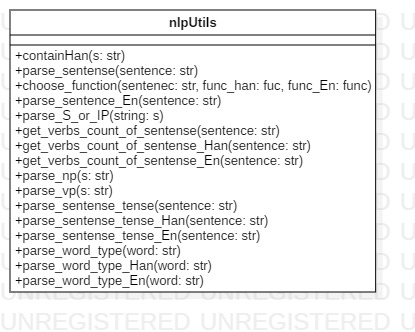 nlpUtils
+containHan(s: str)
+parse_sentense(sentence: str)
+choose_function(sentenec: str, func_han: fuc, func_En: func)
+parse_sentence_En(sentence: str)
+parse_S_or_IP(string: s)
+get_verbs_count_of_sentense(sentence: str)
+get_verbs_count_of_sentense_Han(sentence: str)
+get_verbs_count_of_sentense_En(sentence: str)
+parse_np(s: str)
+parse_vp(s: str)
+parse_sentense_tense(sentence: str)
+parse_sentense_tense_Han(sentence: str)
+parse_sentense_tense_En(sentence: str)
+parse_word_type(word: str)
+parse_word_type_Han(word: str)
+parse_word_type_En(word: str)
UNREGISTERED UNREGISTERED U